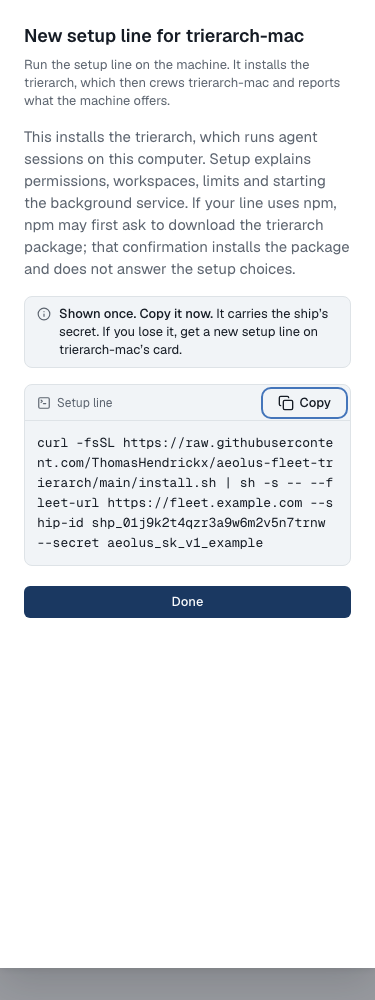 New setup line for trierarch-mac
Run the setup line on the machine. It installs the
trierarch, which then crews trierarch-mac and reports
what the machine offers.
This installs the trierarch, which runs agent
sessions on this computer. Setup explains
permissions, workspaces, limits and starting
the background service. If your line uses npm,
npm may first ask to download the trierarch
package; that confirmation installs the package
and does not answer the setup choices.
Shown once. Copy it now. It carries the ship's
secret. If you lose it, get a new setup line on
trierarch-mac's card.
Setup line
Copy
curl -fsSL https://raw.githubuserconte
nt.com/ThomasHendrickx/aeolus-fleet-tr
ierarch/main/install.sh | sh -s -- --f
leet-url https://fleet.example.com --s
hip-id shp_01j9k2t4qzr3a9w6m2v5n7trnw
--secret aeolus_sk_v1_example
Done